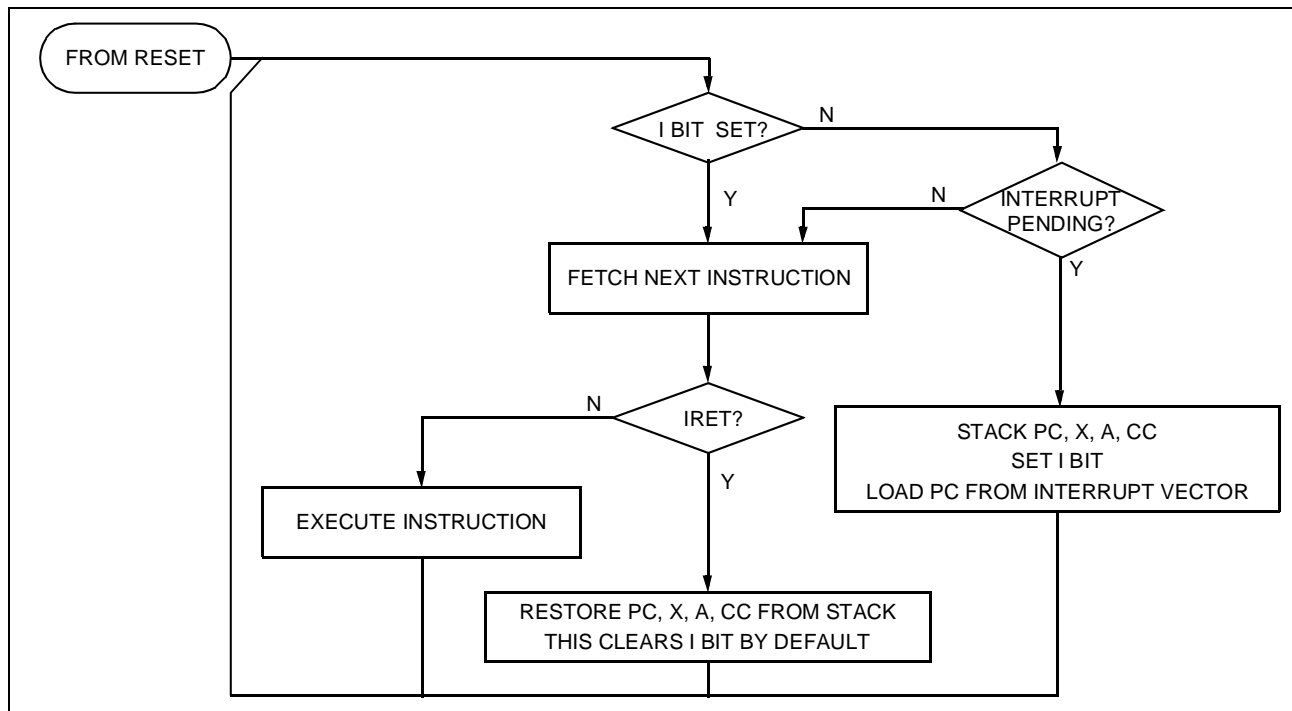 FROM RESET
I BIT SET?
N
Y
N
INTERRUPT
PENDING?
Y
FETCH NEXT INSTRUCTION
N
IRET?
Y
STACK PC, X, A, CC
SET I BIT
LOAD PC FROM INTERRUPT VECTOR
EXECUTE INSTRUCTION
RESTORE PC, X, A, CC FROM STACK
THIS CLEARS I BIT BY DEFAULT